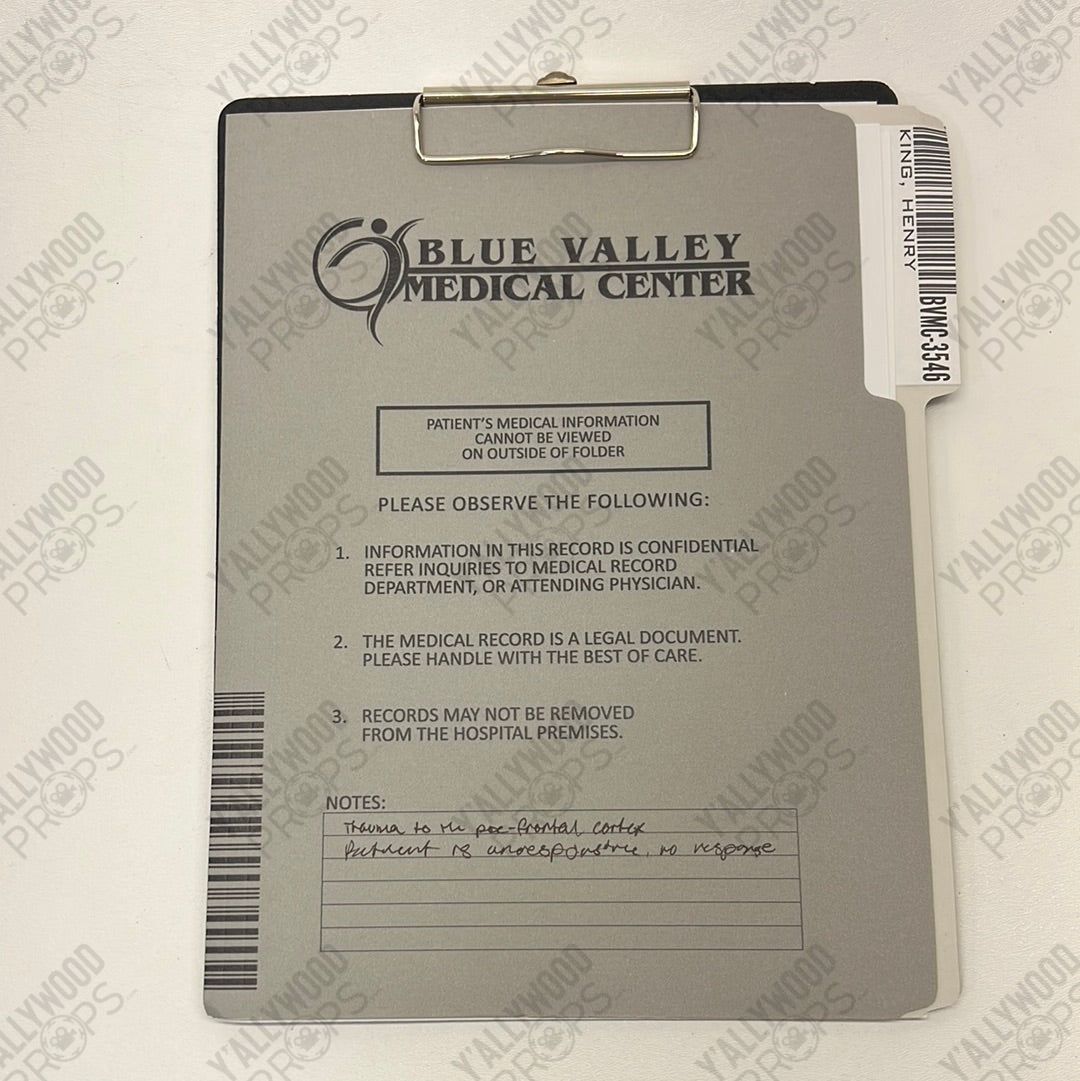 BLUE VALLEY
MEDICAL CENTER
KING, HENRY
BVMC-3546
PATIENT'S MEDICAL INFORMATION
CANNOT BE VIEWED
ON OUTSIDE OF FOLDER
PLEASE OBSERVE THE FOLLOWING:
1. INFORMATION IN THIS RECORD IS CONFIDENTIAL
REFER INQUIRIES TO MEDICAL RECORD
DEPARTMENT, OR ATTENDING PHYSICIAN.
2. THE MEDICAL RECORD IS A LEGAL DOCUMENT.
PLEASE HANDLE WITH THE BEST OF CARE.
3. RECORDS MAY NOT BE REMOVED
FROM THE HOSPITAL PREMISES.
NOTES:
Trauma to the pre-frontal cortex
Patient is unresponsive, no response
Y'ALLYWOOD
PROPS